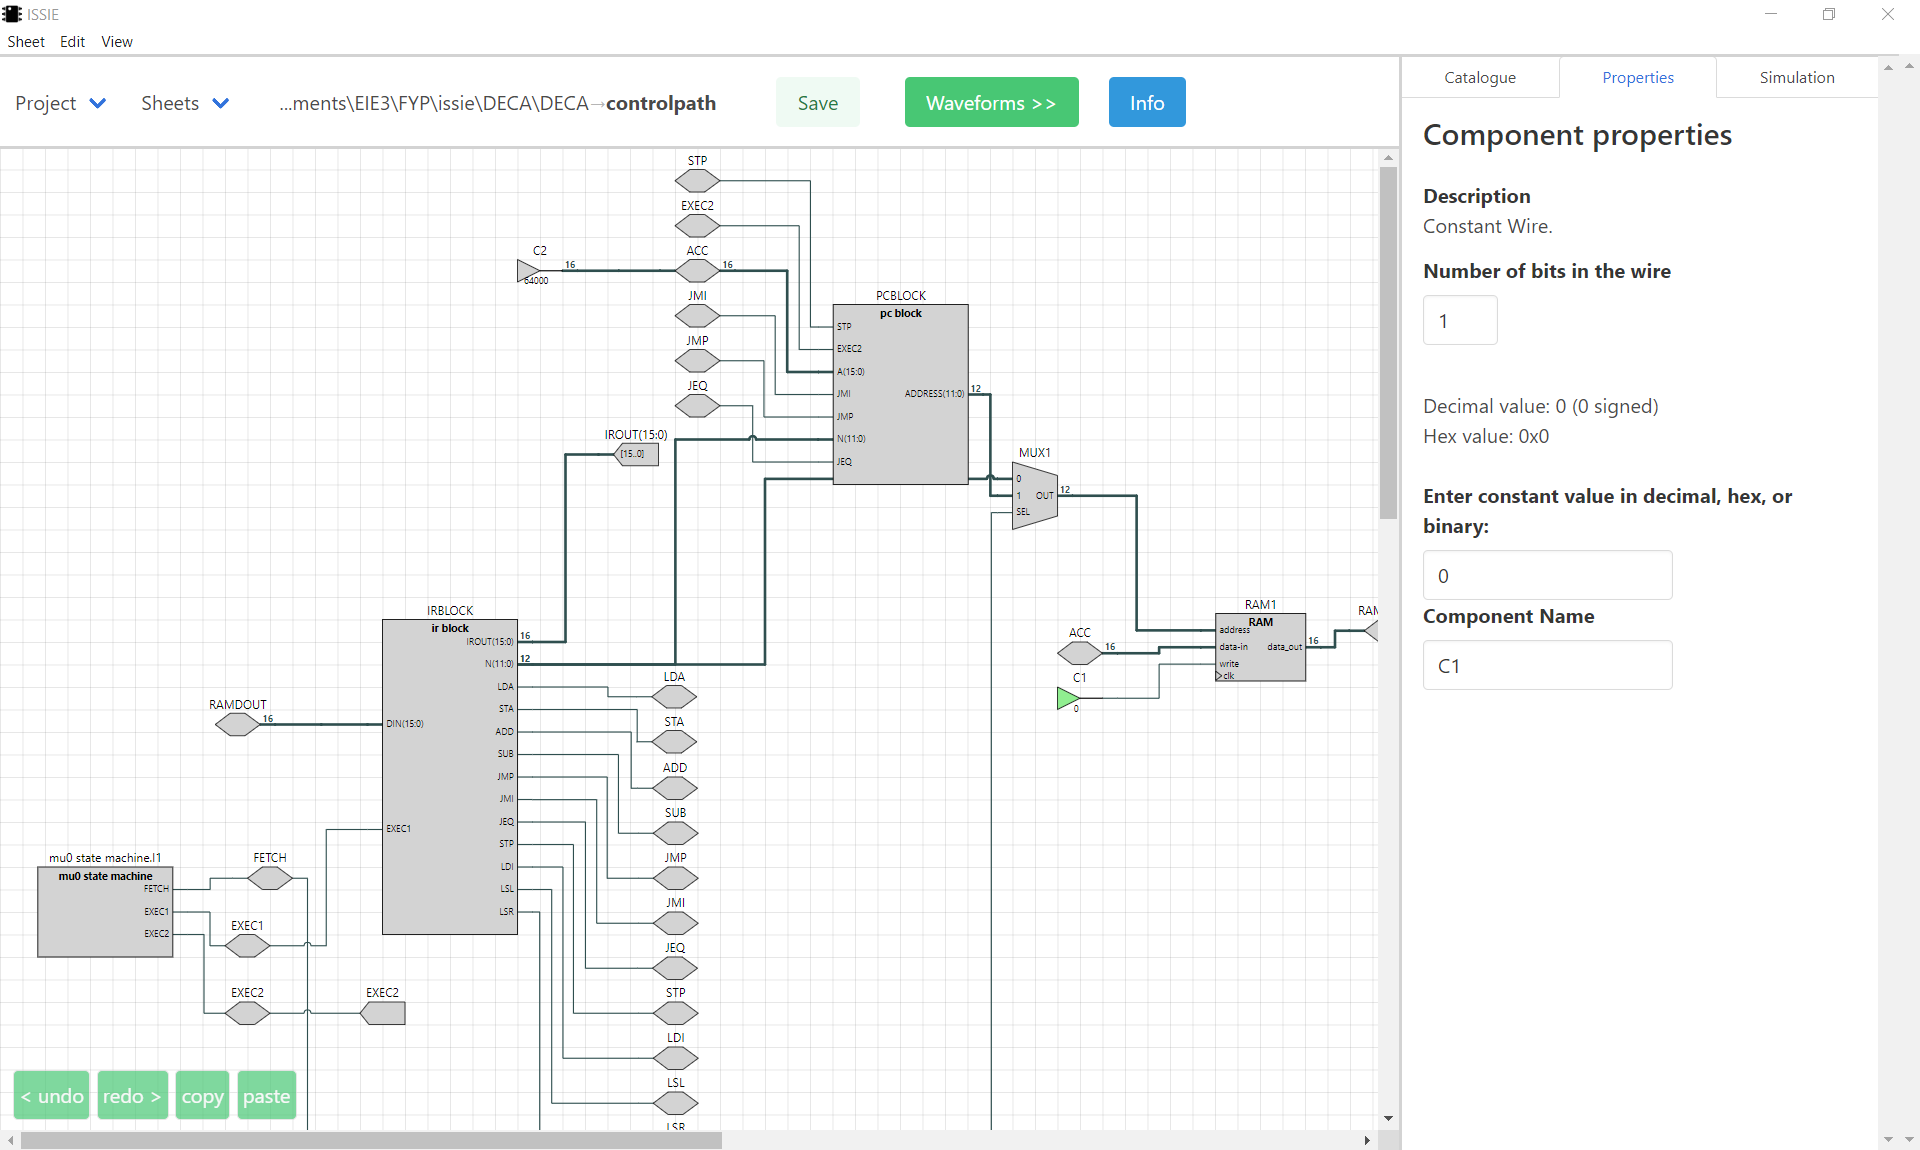 ISSIE
Sheet Edit View
Project Sheets ...ments\EIE3\FYP\issie\DECA\DECA→controlpath Save Waveforms >> Info
STP
EXEC2
C2
16
64000
ACC
16
JMI
JMP
JEQ
PCBLOCK
pc block
STP
EXEC2
A(15:0)
JMI
ADDRESS(11:0)
12
JMP
N(11:0)
JEQ
IROUT(15:0)
[15..0]
MUX1
0
1
OUT
12
SEL
IRBLOCK
ir block
IROUT(15:0)
16
N(11:0)
12
LDA
STA
ADD
SUB
JMP
JMI
JEQ
STP
LDI
LSL
LSR
DIN(15:0)
EXEC1
RAMDOUT
16
mu0 state machine.I1
mu0 state machine
FETCH
EXEC1
EXEC2
FETCH
EXEC1
EXEC2
EXEC2
LDA
STA
ADD
SUB
JMP
JMI
JEQ
STP
LDI
LSL
LSR
ACC
16
C1
0
RAM1
RAM
address
data-in
data_out
16
write
clk
< undo redo > copy paste
Catalogue Properties Simulation
Component properties
Description
Constant Wire.
Number of bits in the wire
1
Decimal value: 0 (0 signed)
Hex value: 0x0
Enter constant value in decimal, hex, or
binary:
0
Component Name
C1